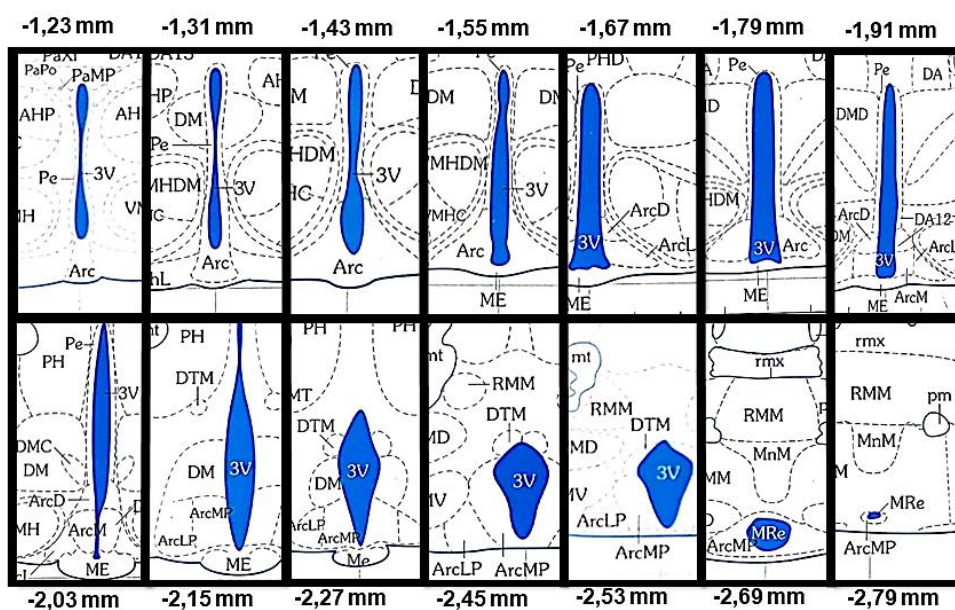 -1,23 mm
-1,31 mm
-1,43 mm
-1,55 mm
-1,67 mm
-1,79 mm
-1,91 mm
PaPo
PaMP
AHP
AH
Pe
3V
Arc
DM
Pe
MHDM
3V
Arc
HDM
3V
Arc
DM
3V
Arc
ME
Pe
PHD
ArcD
3V
ArcL
ME
Pe
HDM
3V
Arc
ME
Pe
DA
DMD
ArcD
DA12
3V
ArcL
ME
ArcM
Pe
PH
3V
DMC
DM
ArcD
MH
ArcM
ME
PH
DTM
DM
3V
ArcMP
ArcLP
ME
PH
PH
DTM
3V
DM
ArcLP
ArcMP
Me
mt
RMM
DTM
MD
3V
MV
ArcLP
ArcMP
mt
RMM
DTM
MD
3V
MV
ArcLP
ArcMP
rmx
RMM
MnM
MM
MRe
ArcMP
rmx
pm
RMM
MnM
MRe
ArcMP
-2,03 mm
-2,15 mm
-2,27 mm
-2,45 mm
-2,53 mm
-2,69 mm
-2,79 mm